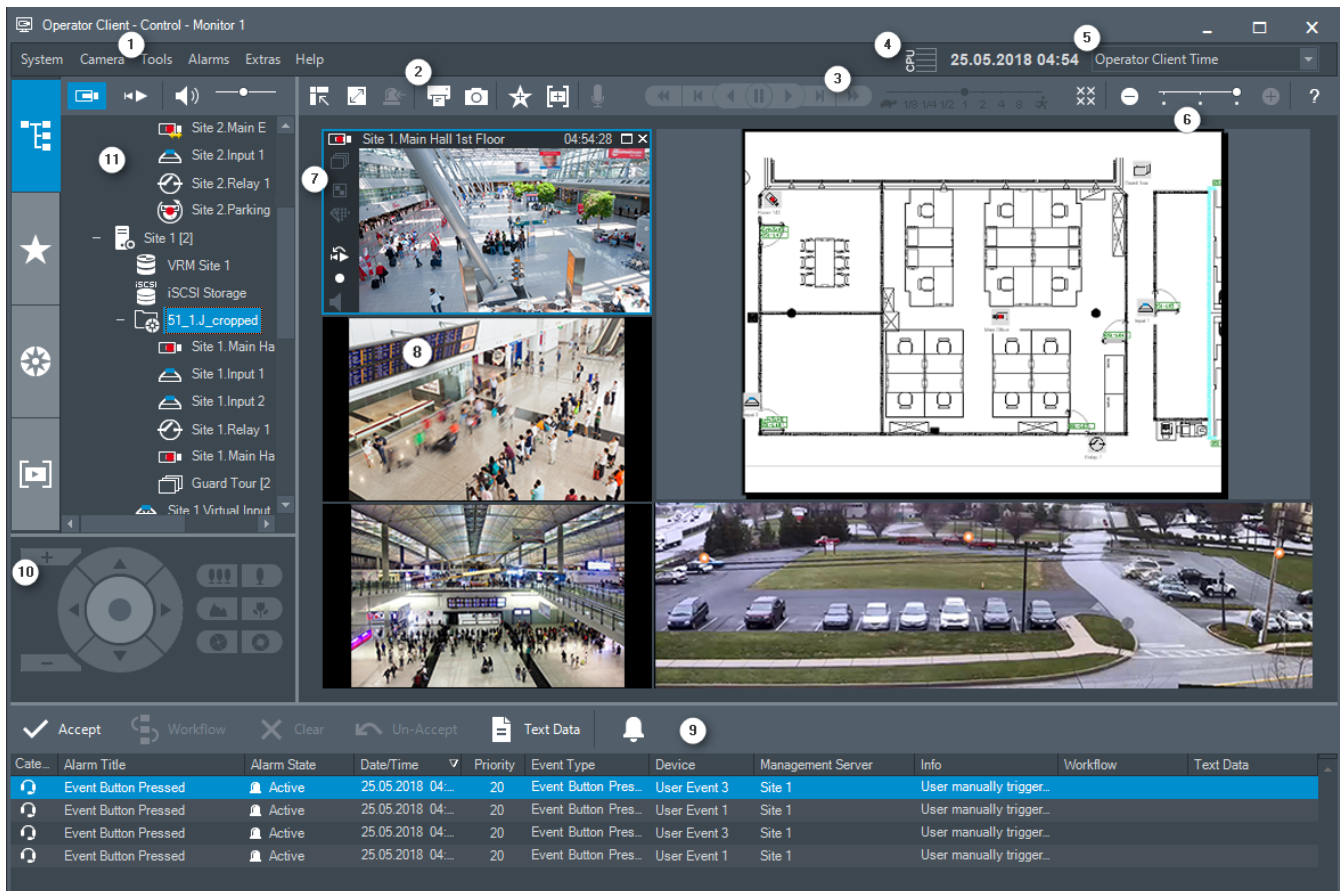 Operator Client - Control - Monitor 1
System Camera Tools Alarms Extras Help
1
4
CPU
25.05.2018 04:54
5
Operator Client Time
2
3
1/8 1/4 1/2 1 2 4 8
6
?
11
Site 2.Main E
Site 2.Input 1
Site 2.Relay 1
Site 2.Parking
Site 1 [2]
VRM Site 1
iSCSI
iSCSI Storage
51_1.J_cropped
Site 1.Main Ha
Site 1.Input 1
Site 1.Input 2
Site 1.Relay 1
Site 1.Main Ha
Guard Tour [2
Site 1 Virtual Input
7
Site 1.Main Hall 1st Floor 04:54:28
8
Main Office
Input 1
Relay 1
10
Accept Workflow Clear Un-Accept Text Data
9
Cate... Alarm Title Alarm State Date/Time Priority Event Type Device Management Server Info Workflow Text Data
Event Button Pressed Active 25.05.2018 04:... 20 Event Button Pres... User Event 3 Site 1 User manually trigger...
Event Button Pressed Active 25.05.2018 04:... 20 Event Button Pres... User Event 1 Site 1 User manually trigger...
Event Button Pressed Active 25.05.2018 04:... 20 Event Button Pres... User Event 3 Site 1 User manually trigger...
Event Button Pressed Active 25.05.2018 04:... 20 Event Button Pres... User Event 1 Site 1 User manually trigger...